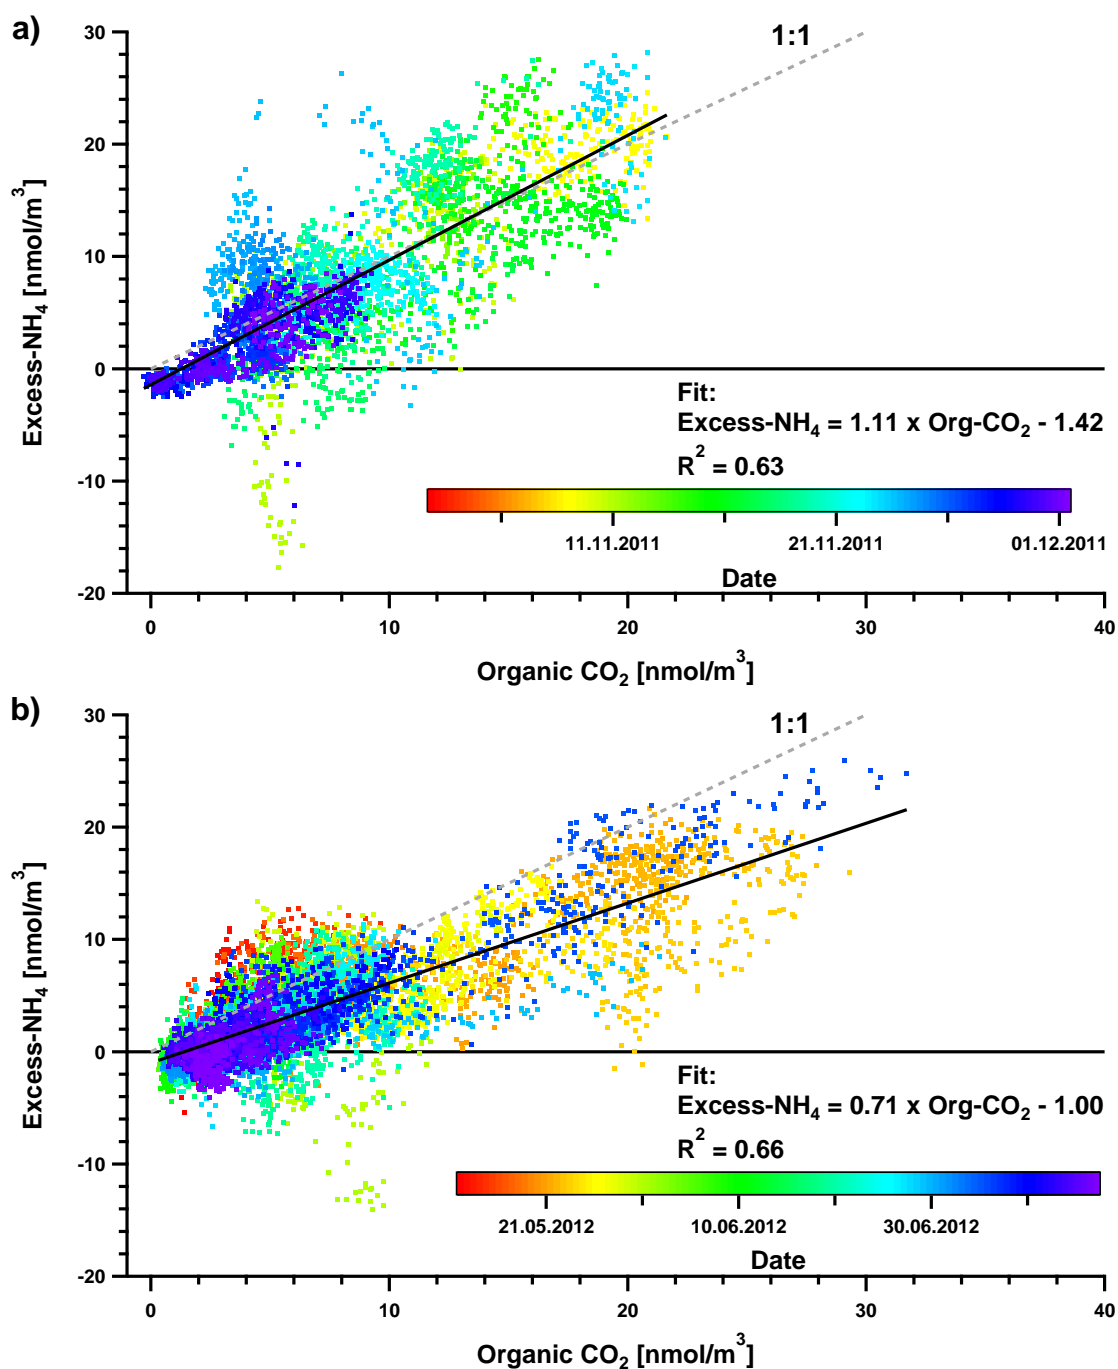 a)
1:1
30
20
10
0
-10
-20
Excess-NH₄ [nmol/m³]
Fit:
Excess-NH₄ = 1.11 x Org-CO₂ - 1.42
R² = 0.63
11.11.2011 21.11.2011 01.12.2011
Date
0 10 20 30 40
Organic CO₂ [nmol/m³]
b)
1:1
30
20
10
0
-10
-20
Excess-NH₄ [nmol/m³]
Fit:
Excess-NH₄ = 0.71 x Org-CO₂ - 1.00
R² = 0.66
21.05.2012 10.06.2012 30.06.2012
Date
0 10 20 30 40
Organic CO₂ [nmol/m³]